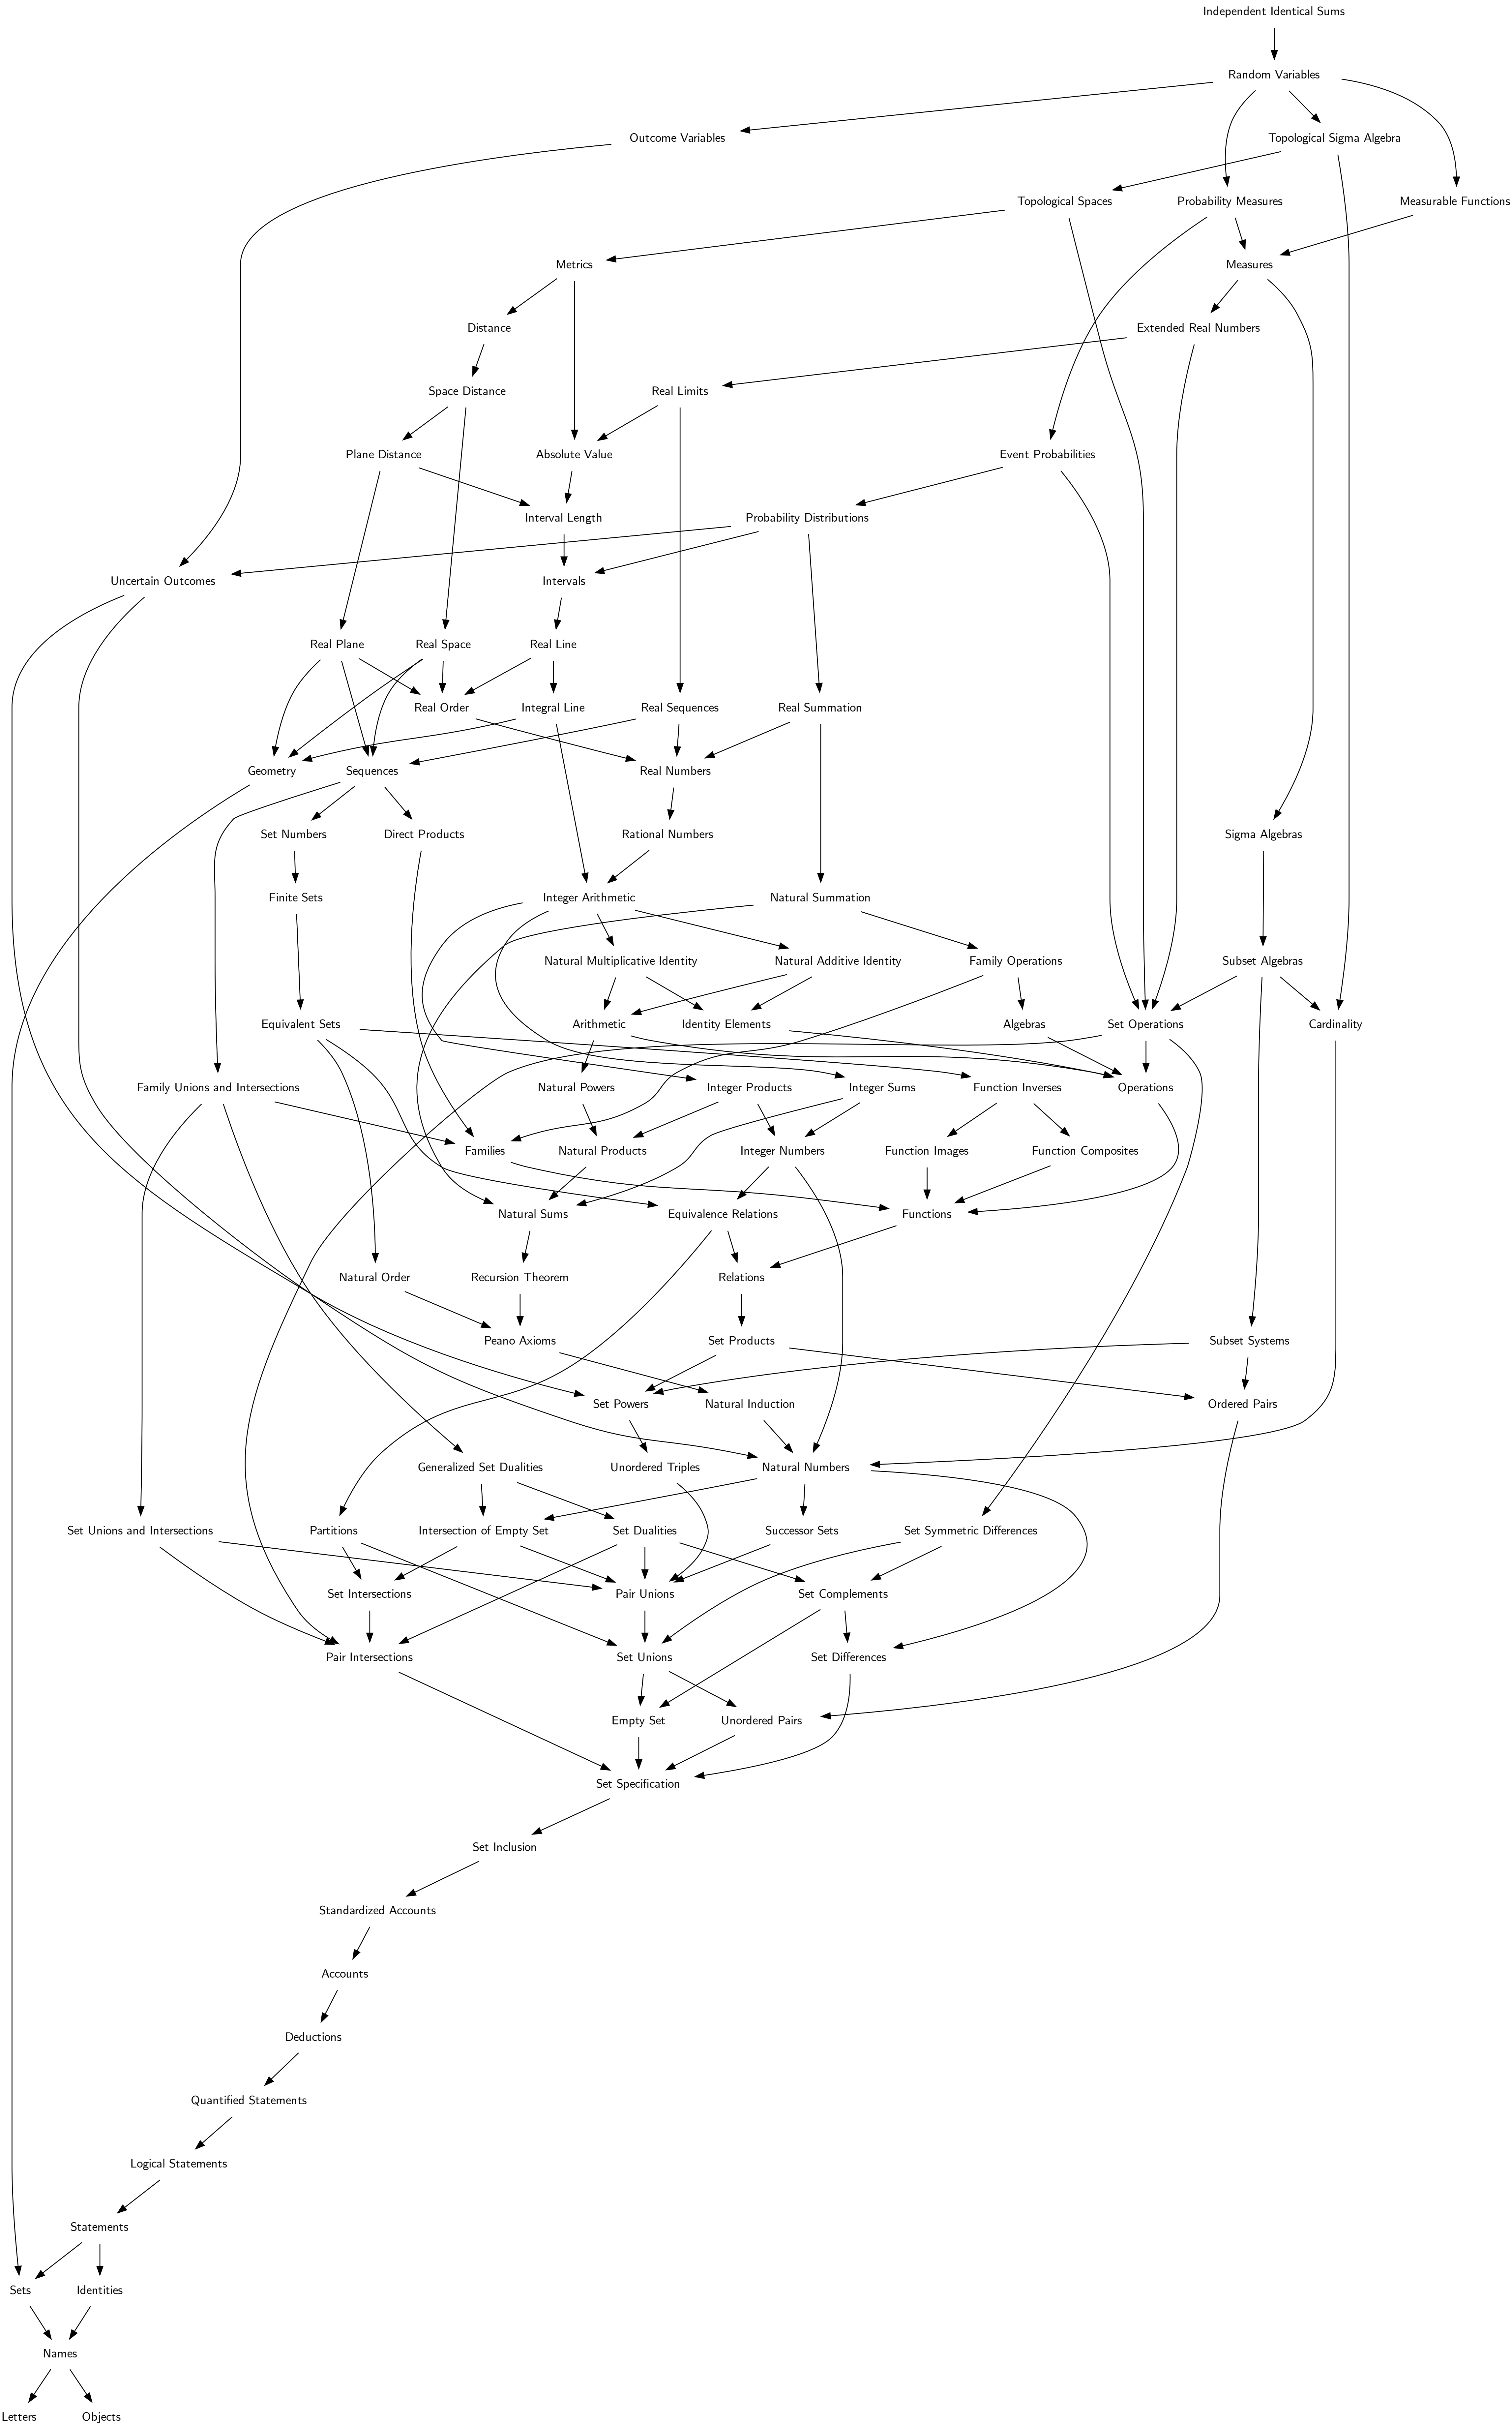 Independent Identical Sums
Random Variables
Outcome Variables
Topological Sigma Algebra
Topological Spaces
Probability Measures
Measurable Functions
Metrics
Measures
Distance
Extended Real Numbers
Space Distance
Real Limits
Plane Distance
Absolute Value
Event Probabilities
Interval Length
Probability Distributions
Uncertain Outcomes
Intervals
Real Plane
Real Space
Real Line
Real Order
Integral Line
Real Sequences
Real Summation
Geometry
Sequences
Real Numbers
Set Numbers
Direct Products
Rational Numbers
Sigma Algebras
Finite Sets
Integer Arithmetic
Natural Summation
Natural Multiplicative Identity
Natural Additive Identity
Family Operations
Subset Algebras
Equivalent Sets
Arithmetic
Identity Elements
Algebras
Set Operations
Cardinality
Family Unions and Intersections
Natural Powers
Integer Products
Integer Sums
Function Inverses
Operations
Families
Natural Products
Integer Numbers
Function Images
Function Composites
Natural Sums
Equivalence Relations
Functions
Natural Order
Recursion Theorem
Relations
Peano Axioms
Set Products
Subset Systems
Set Powers
Natural Induction
Ordered Pairs
Generalized Set Dualities
Unordered Triples
Natural Numbers
Set Unions and Intersections
Partitions
Intersection of Empty Set
Set Dualities
Successor Sets
Set Symmetric Differences
Set Intersections
Pair Unions
Set Complements
Pair Intersections
Set Unions
Set Differences
Empty Set
Unordered Pairs
Set Specification
Set Inclusion
Standardized Accounts
Accounts
Deductions
Quantified Statements
Logical Statements
Statements
Sets
Identities
Names
Letters
Objects